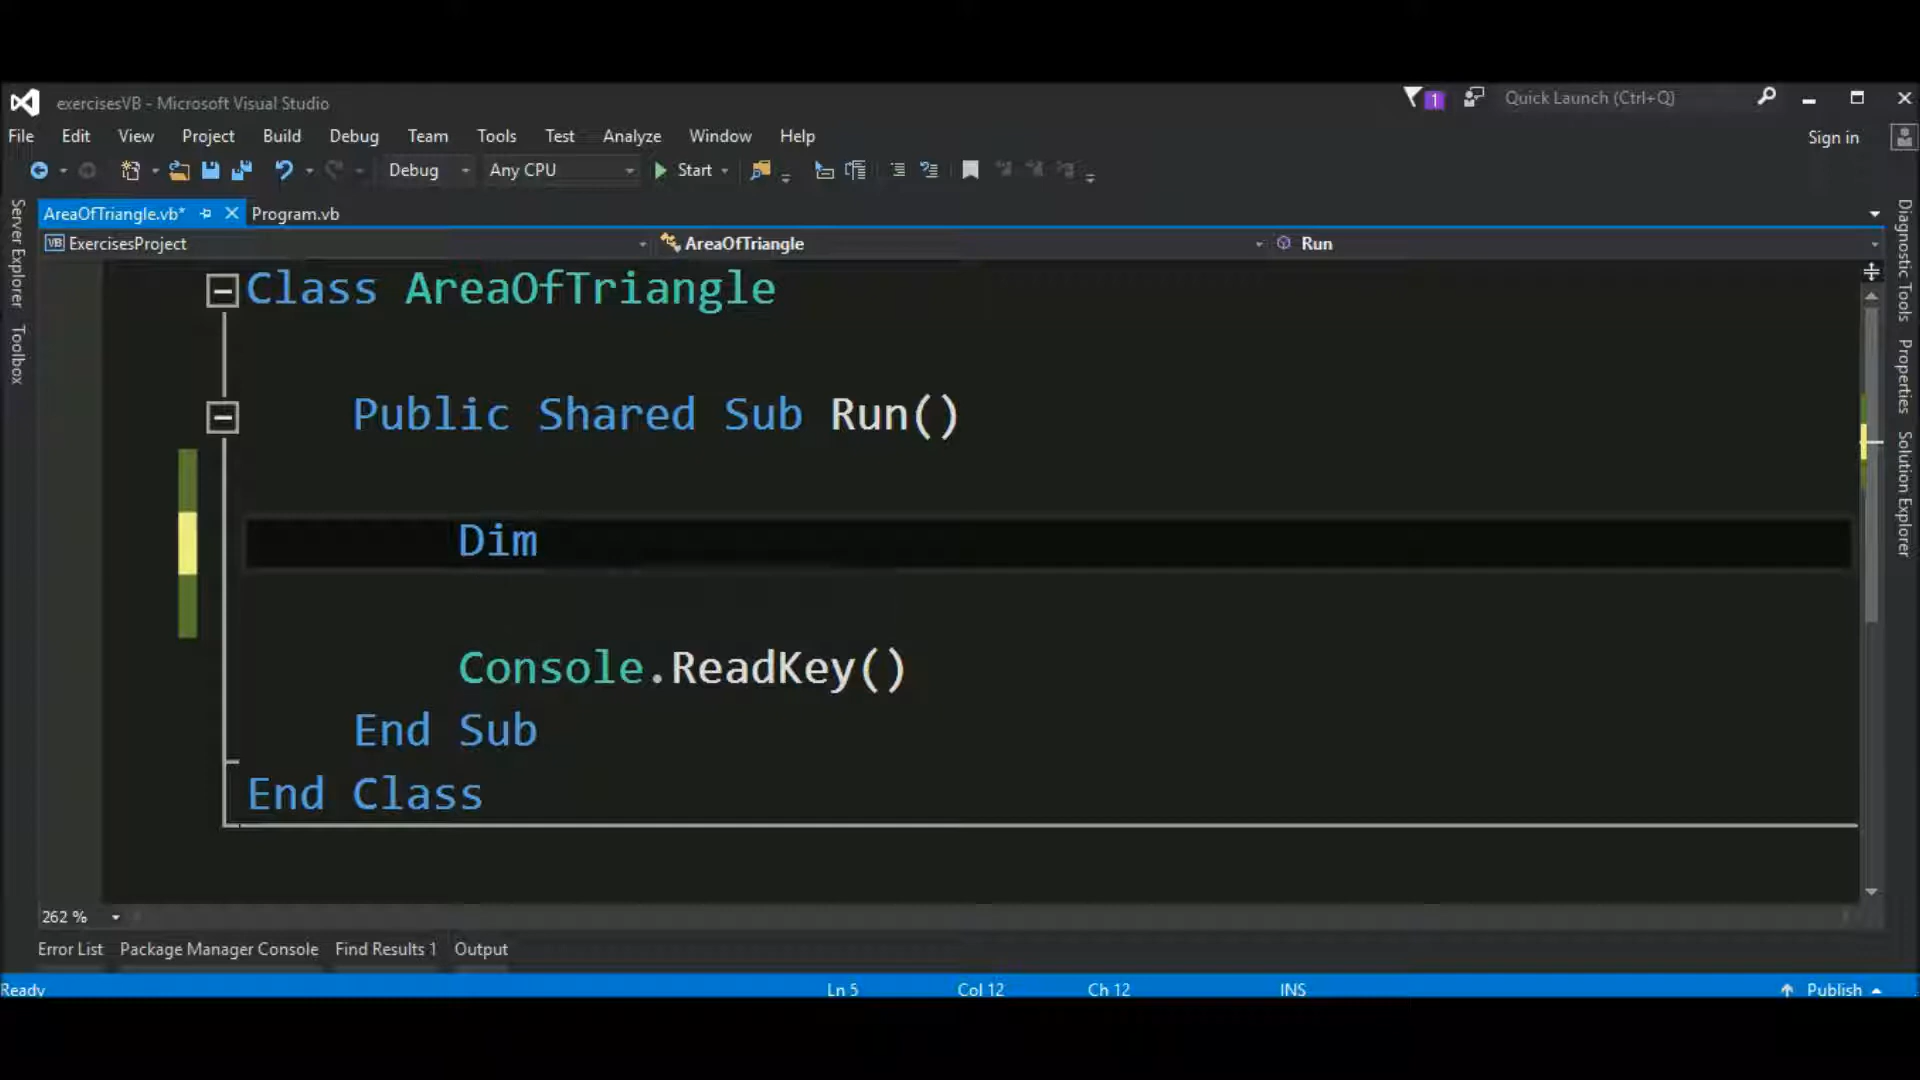 exercisesVB - Microsoft Visual Studio
1
Quick Launch (Ctrl+Q)
File Edit View Project Build Debug Team Tools Test Analyze Window Help
Sign in
Debug Any CPU Start
AreaOfTriangle.vb* Program.vb
VB ExercisesProject AreaOfTriangle Run
Server Explorer
Toolbox
Class AreaOfTriangle
Public Shared Sub Run()
Dim
Console.ReadKey()
End Sub
End Class
Diagnostic Tools
Properties
Solution Explorer
262 %
Error List Package Manager Console Find Results 1 Output
Ready Ln 5 Col 12 Ch 12 INS Publish